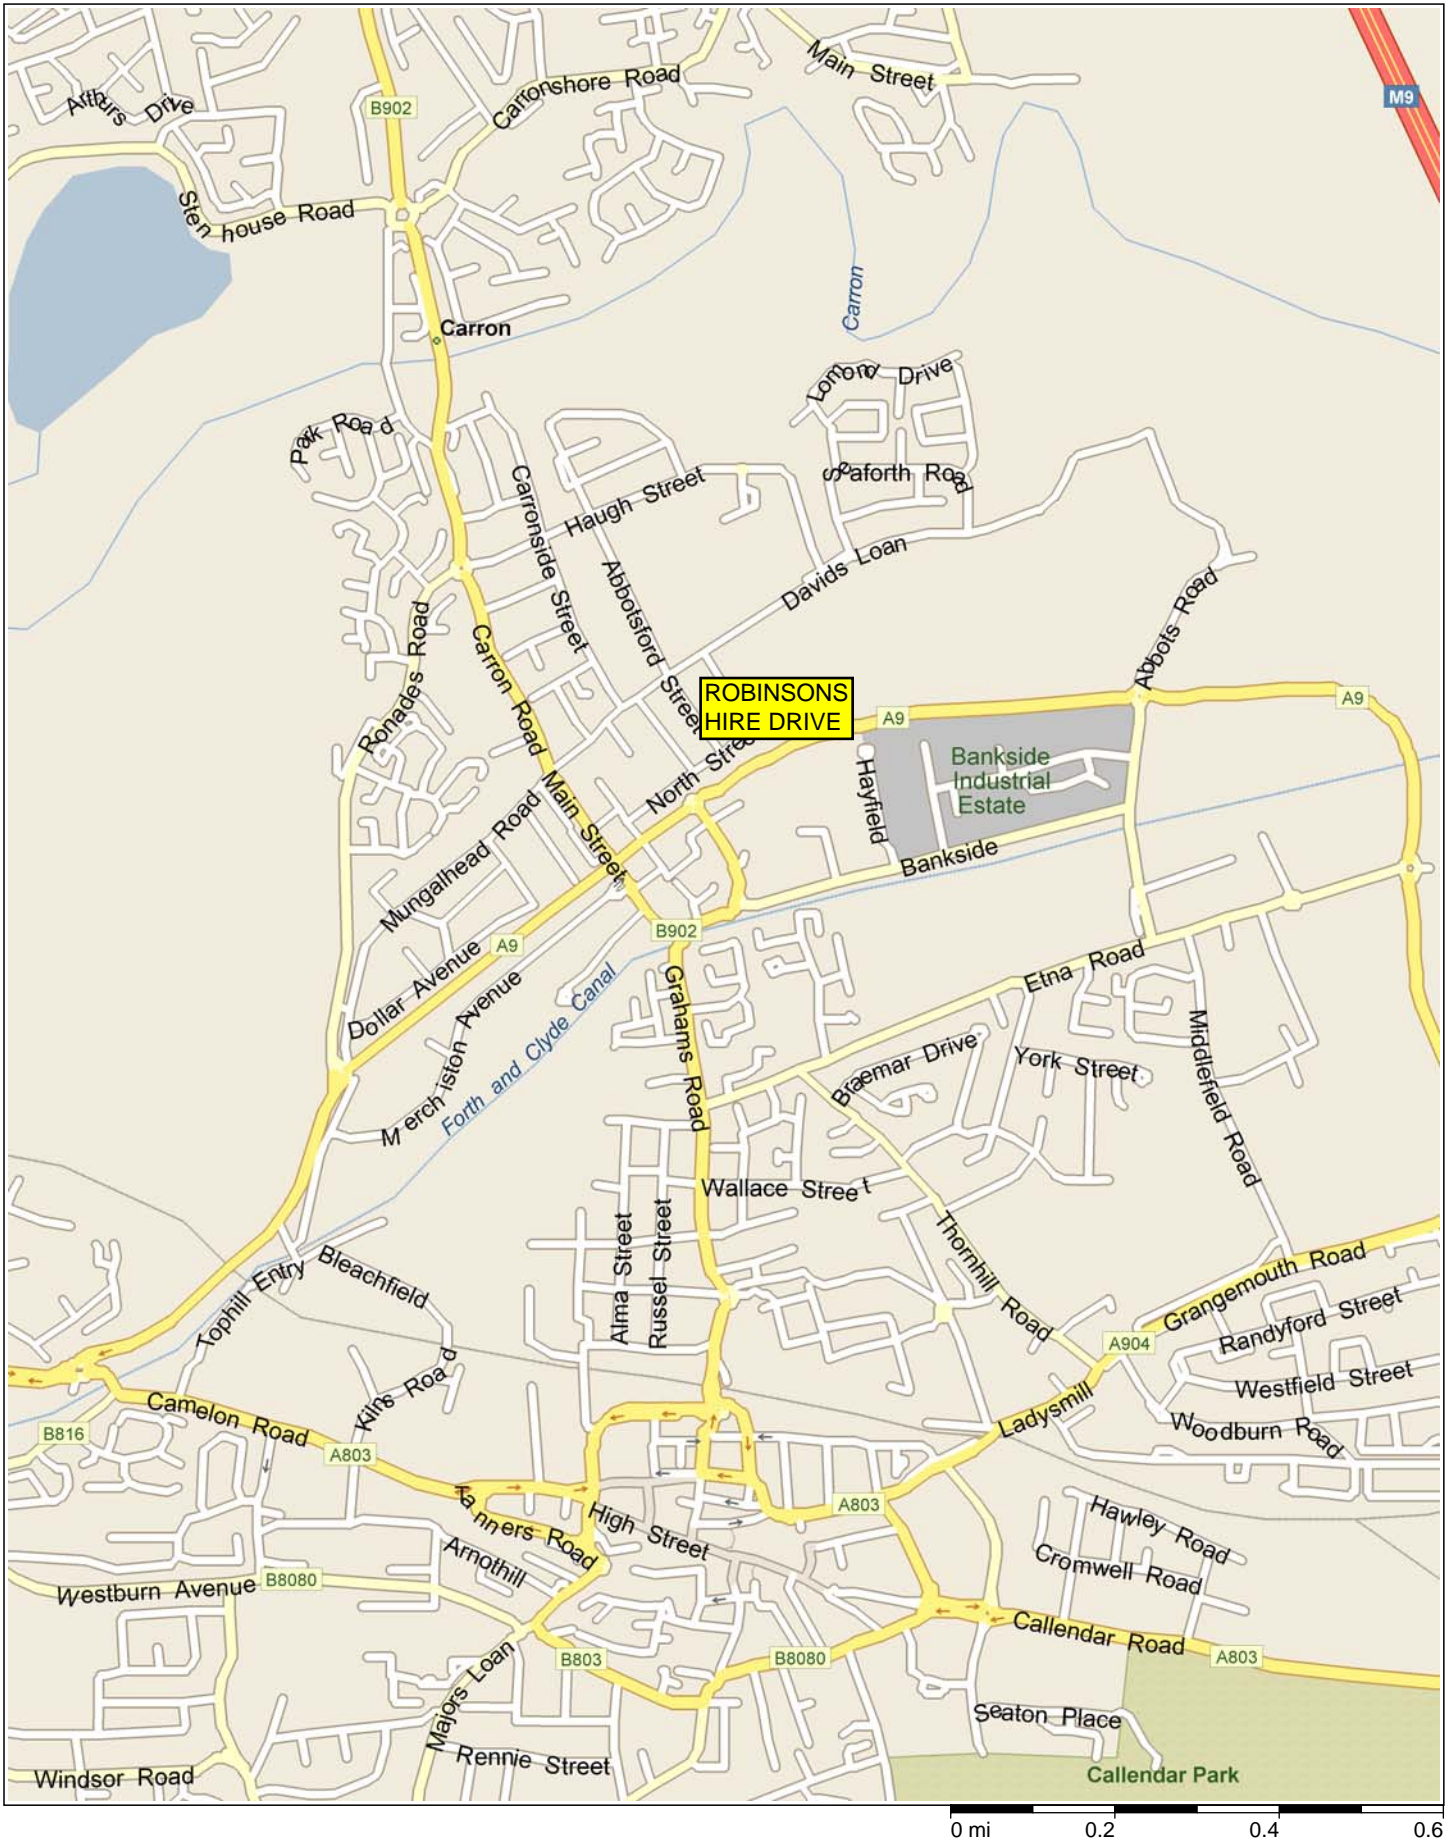 Main Street
Carronshore Road
Arthurs Drive
B902
M9
Stenhouse Road
Carron
Carron
Lomond Drive
Park Road
Seaforth Road
Carronside Street
Haugh Street
Davids Loan
Abbotsford Street
Abbots Road
Ronades Road
Carron Road
ROBINSONS
HIRE DRIVE
A9
A9
North Stree
Hayfield
Bankside
Industrial
Estate
Main Street
Mungalhead Road
Bankside
B902
A9
Dollar Avenue
Merchiston Avenue
Forth and Clyde Canal
Grahams Road
Etna Road
Middlefield Road
Braemar Drive
York Street
Wallace Street
Thornhill Road
Alma Street
Russel Street
Bleachfield
Tophill Entry
Grangemouth Road
Randyford Street
A904
Westfield Street
Woodburn Road
Ladysmill
Kilns Road
Camelon Road
B816
A803
A803
Tanners Road
High Street
Hawley Road
Cromwell Road
Arnothill
Westburn Avenue
B8080
Callendar Road
A803
B803
B8080
Majors Loan
Seaton Place
Rennie Street
Windsor Road
Callendar Park
0 mi 0.2 0.4 0.6